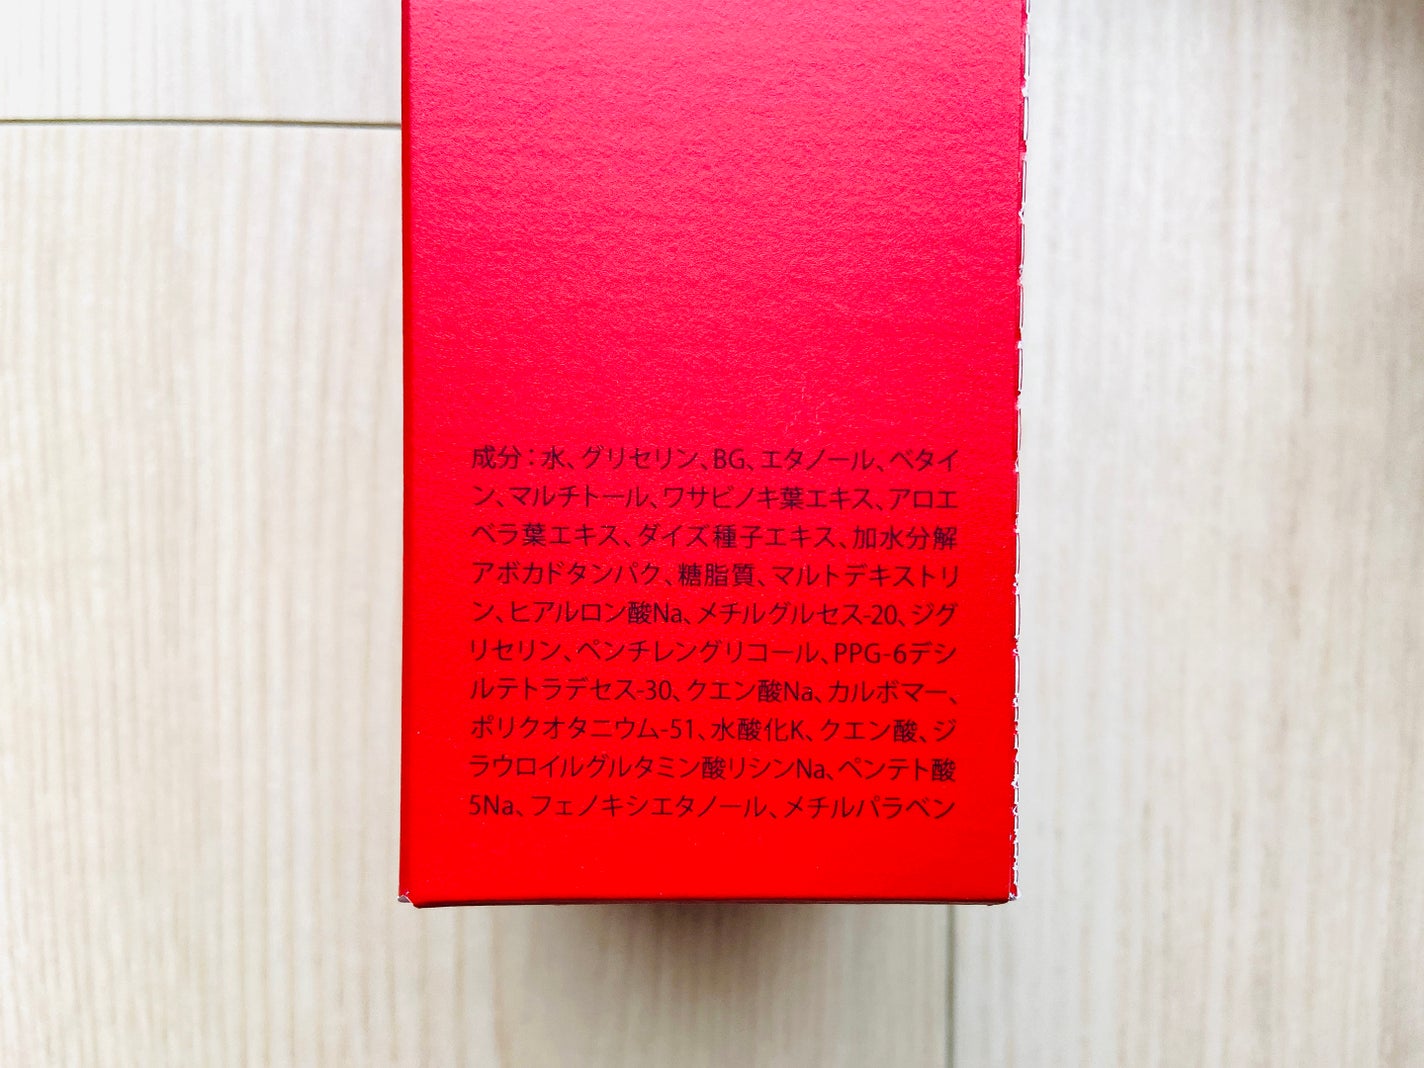 成分：水、グリセリン、BG、エタノール、ベタイ
ン、マルチトール、ワサビノキ葉エキス、アロエ
ベラ葉エキス、ダイズ種子エキス、加水分解
アボカドタンパク、糖脂質、マルトデキストリ
ン、ヒアルロン酸Na、メチルグルセス-20、ジグ
リセリン、ペンチレングリコール、PPG-6デシ
ルテトラデセス-30、クエン酸Na、カルボマー、
ポリクオタニウム-51、水酸化K、クエン酸、ジ
ラウロイルグルタミン酸リシンNa、ペンテト酸
5Na、フェノキシエタノール、メチルパラベン